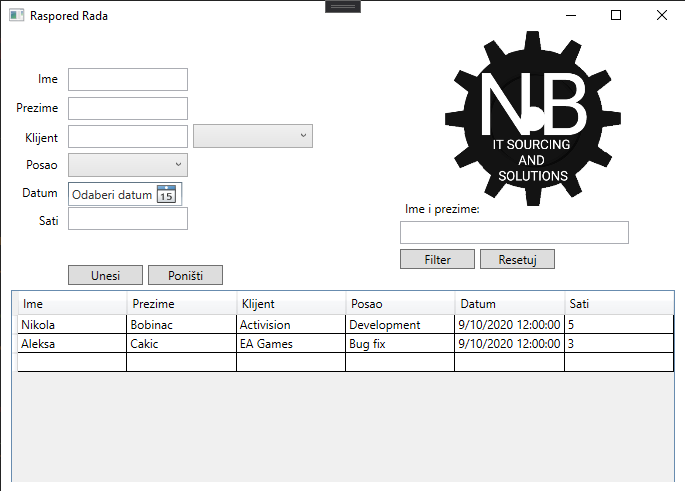 Raspored Rada
N.B
IT SOURCING
AND
SOLUTIONS
Ime
Prezime
Klijent
Posao
Datum Odaberi datum 15
Sati
Ime i prezime:
Filter Resetuj
Unesi Poništi
Ime Prezime Klijent Posao Datum Sati
Nikola Bobinac Activision Development 9/10/2020 12:00:00 5
Aleksa Cakic EA Games Bug fix 9/10/2020 12:00:00 3